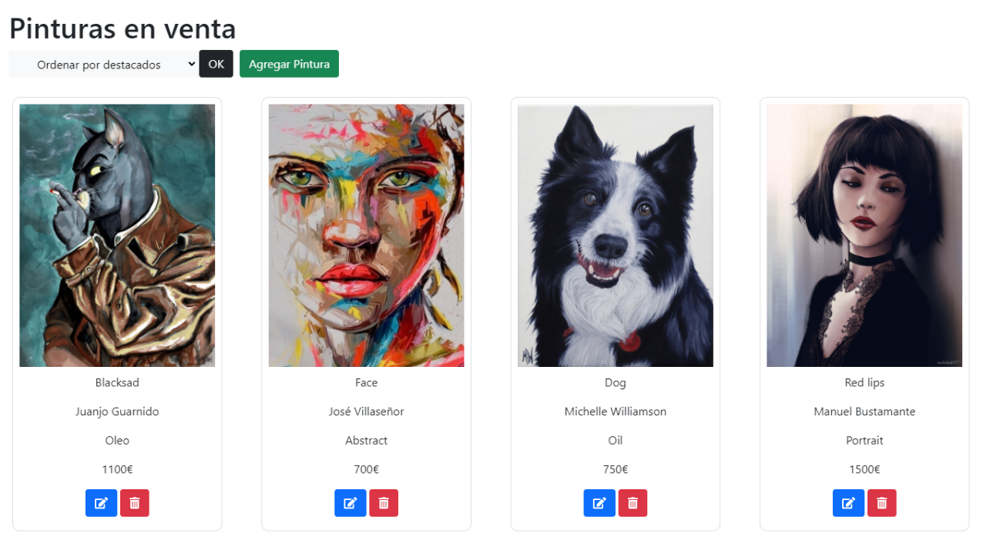 Pinturas en venta
Ordenar por destacados OK Agregar Pintura
Blacksad
Juanjo Guarnido
Oleo
1100€
Face
José Villaseñor
Abstract
700€
Dog
Michelle Williamson
Oil
750€
Red lips
Manuel Bustamante
Portrait
1500€